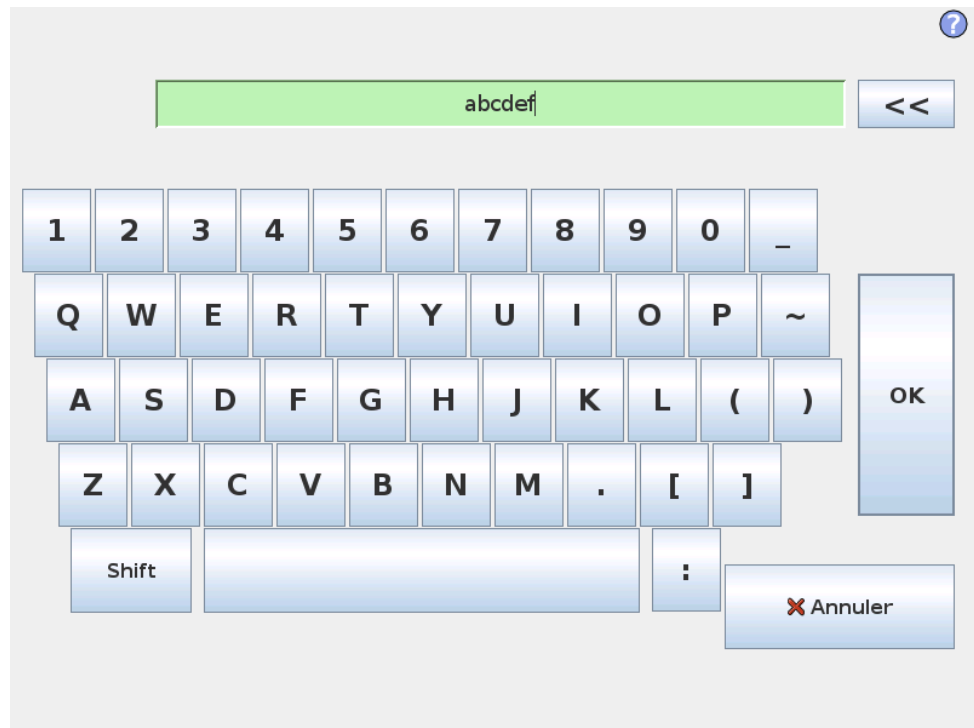 ?
abcdef <<
1 2 3 4 5 6 7 8 9 0 _
Q W E R T Y U I O P ~
A S D F G H J K L ( ) OK
Z X C V B N M . [ ]
Shift :
Annuler